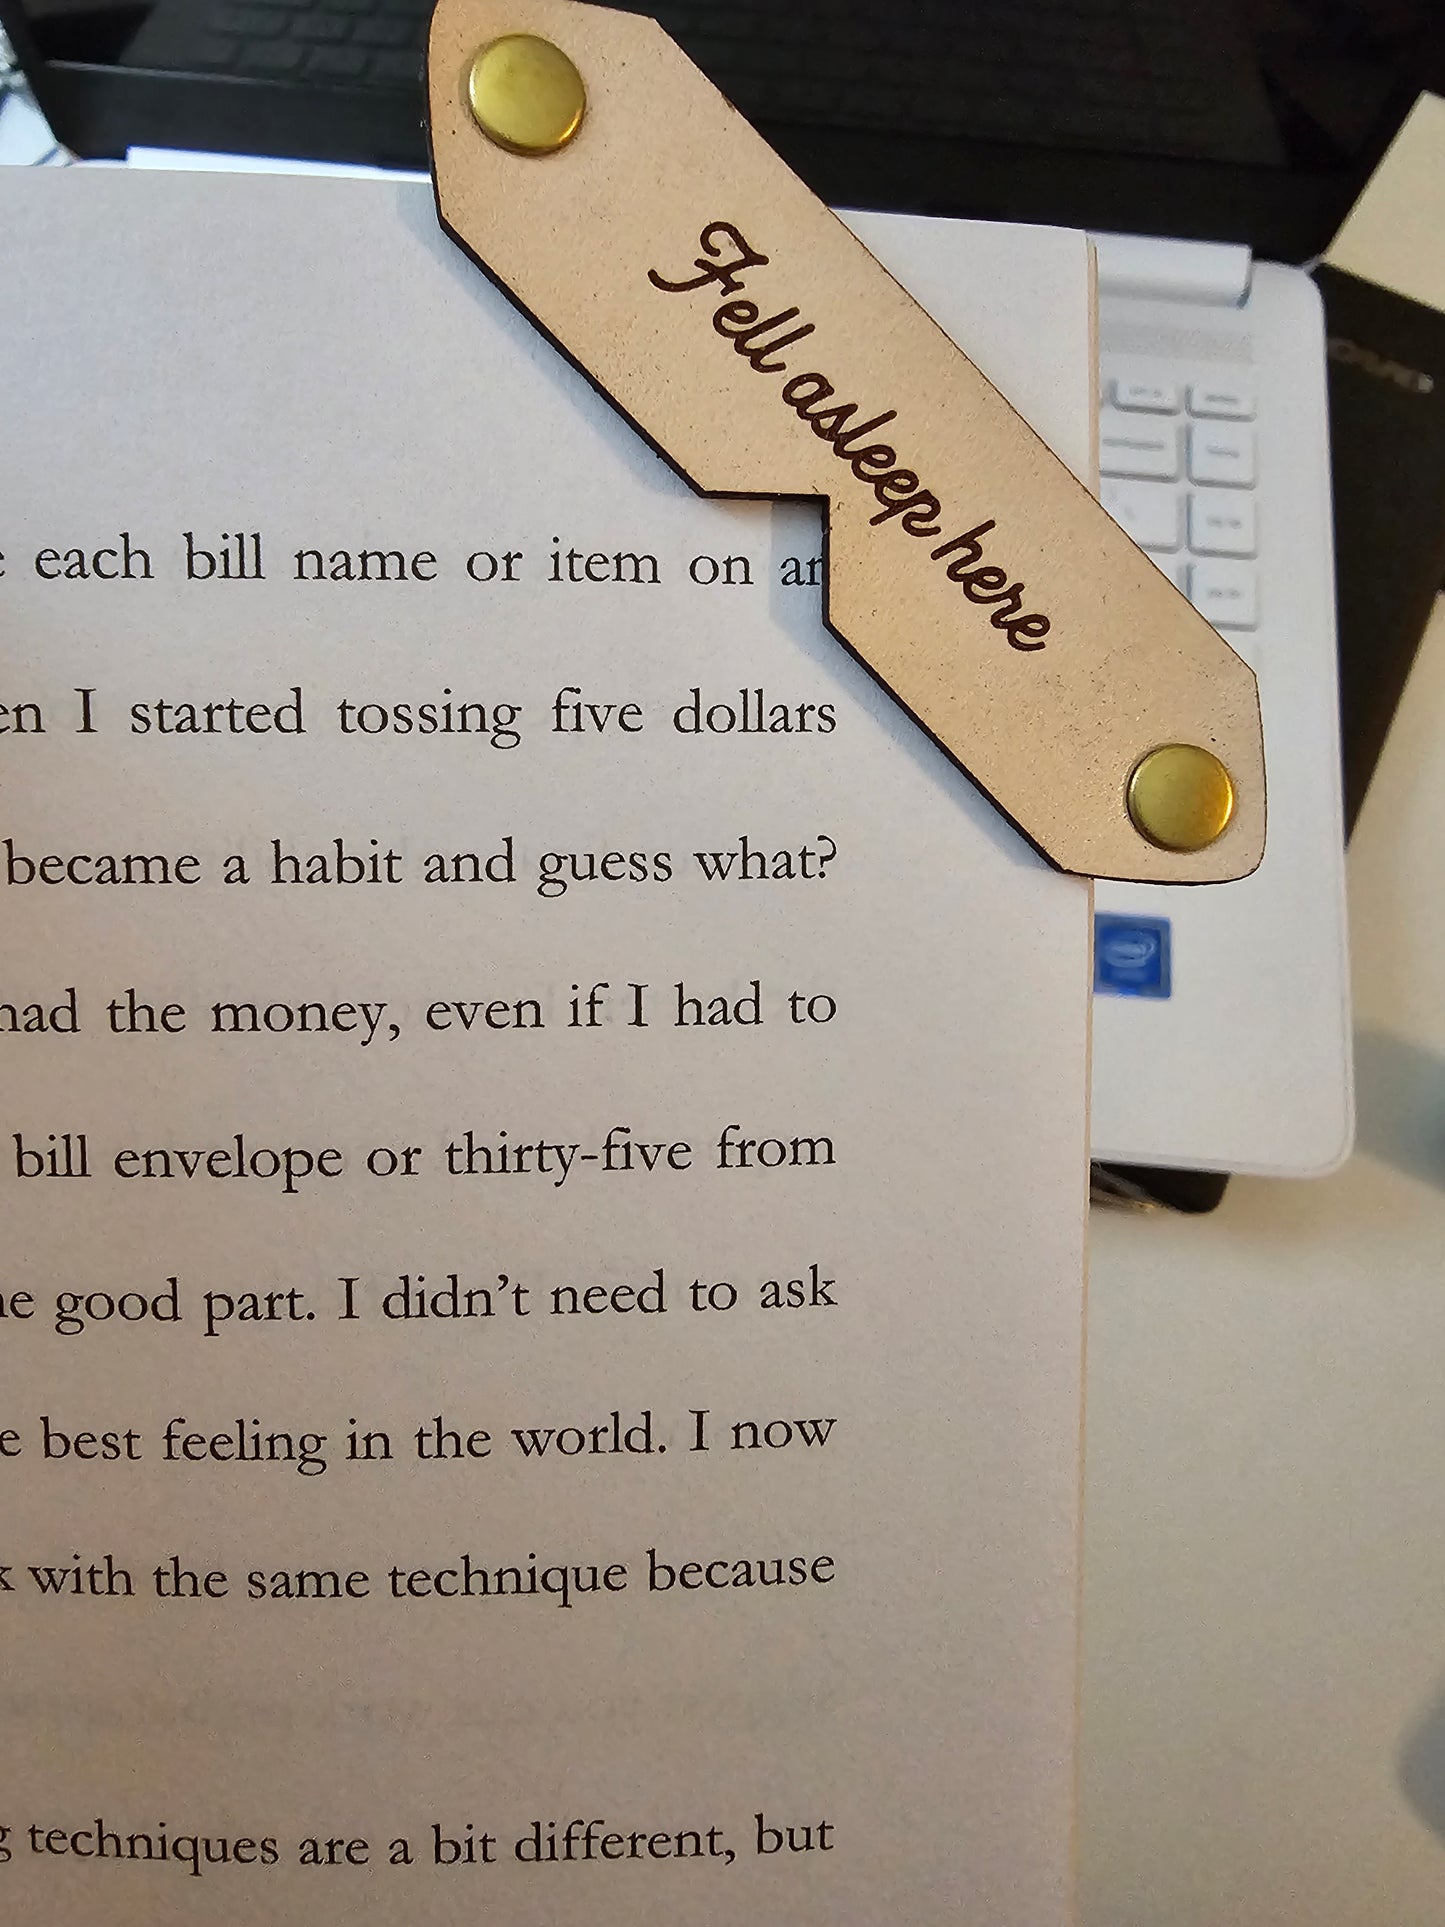 Fell asleep here
each bill name or item on
I started tossing five dollars
became a habit and guess what?
had the money, even if I had to
bill envelope or thirty-five from
good part. I didn't need to ask
best feeling in the world. I now
with the same technique because
techniques are a bit different, but